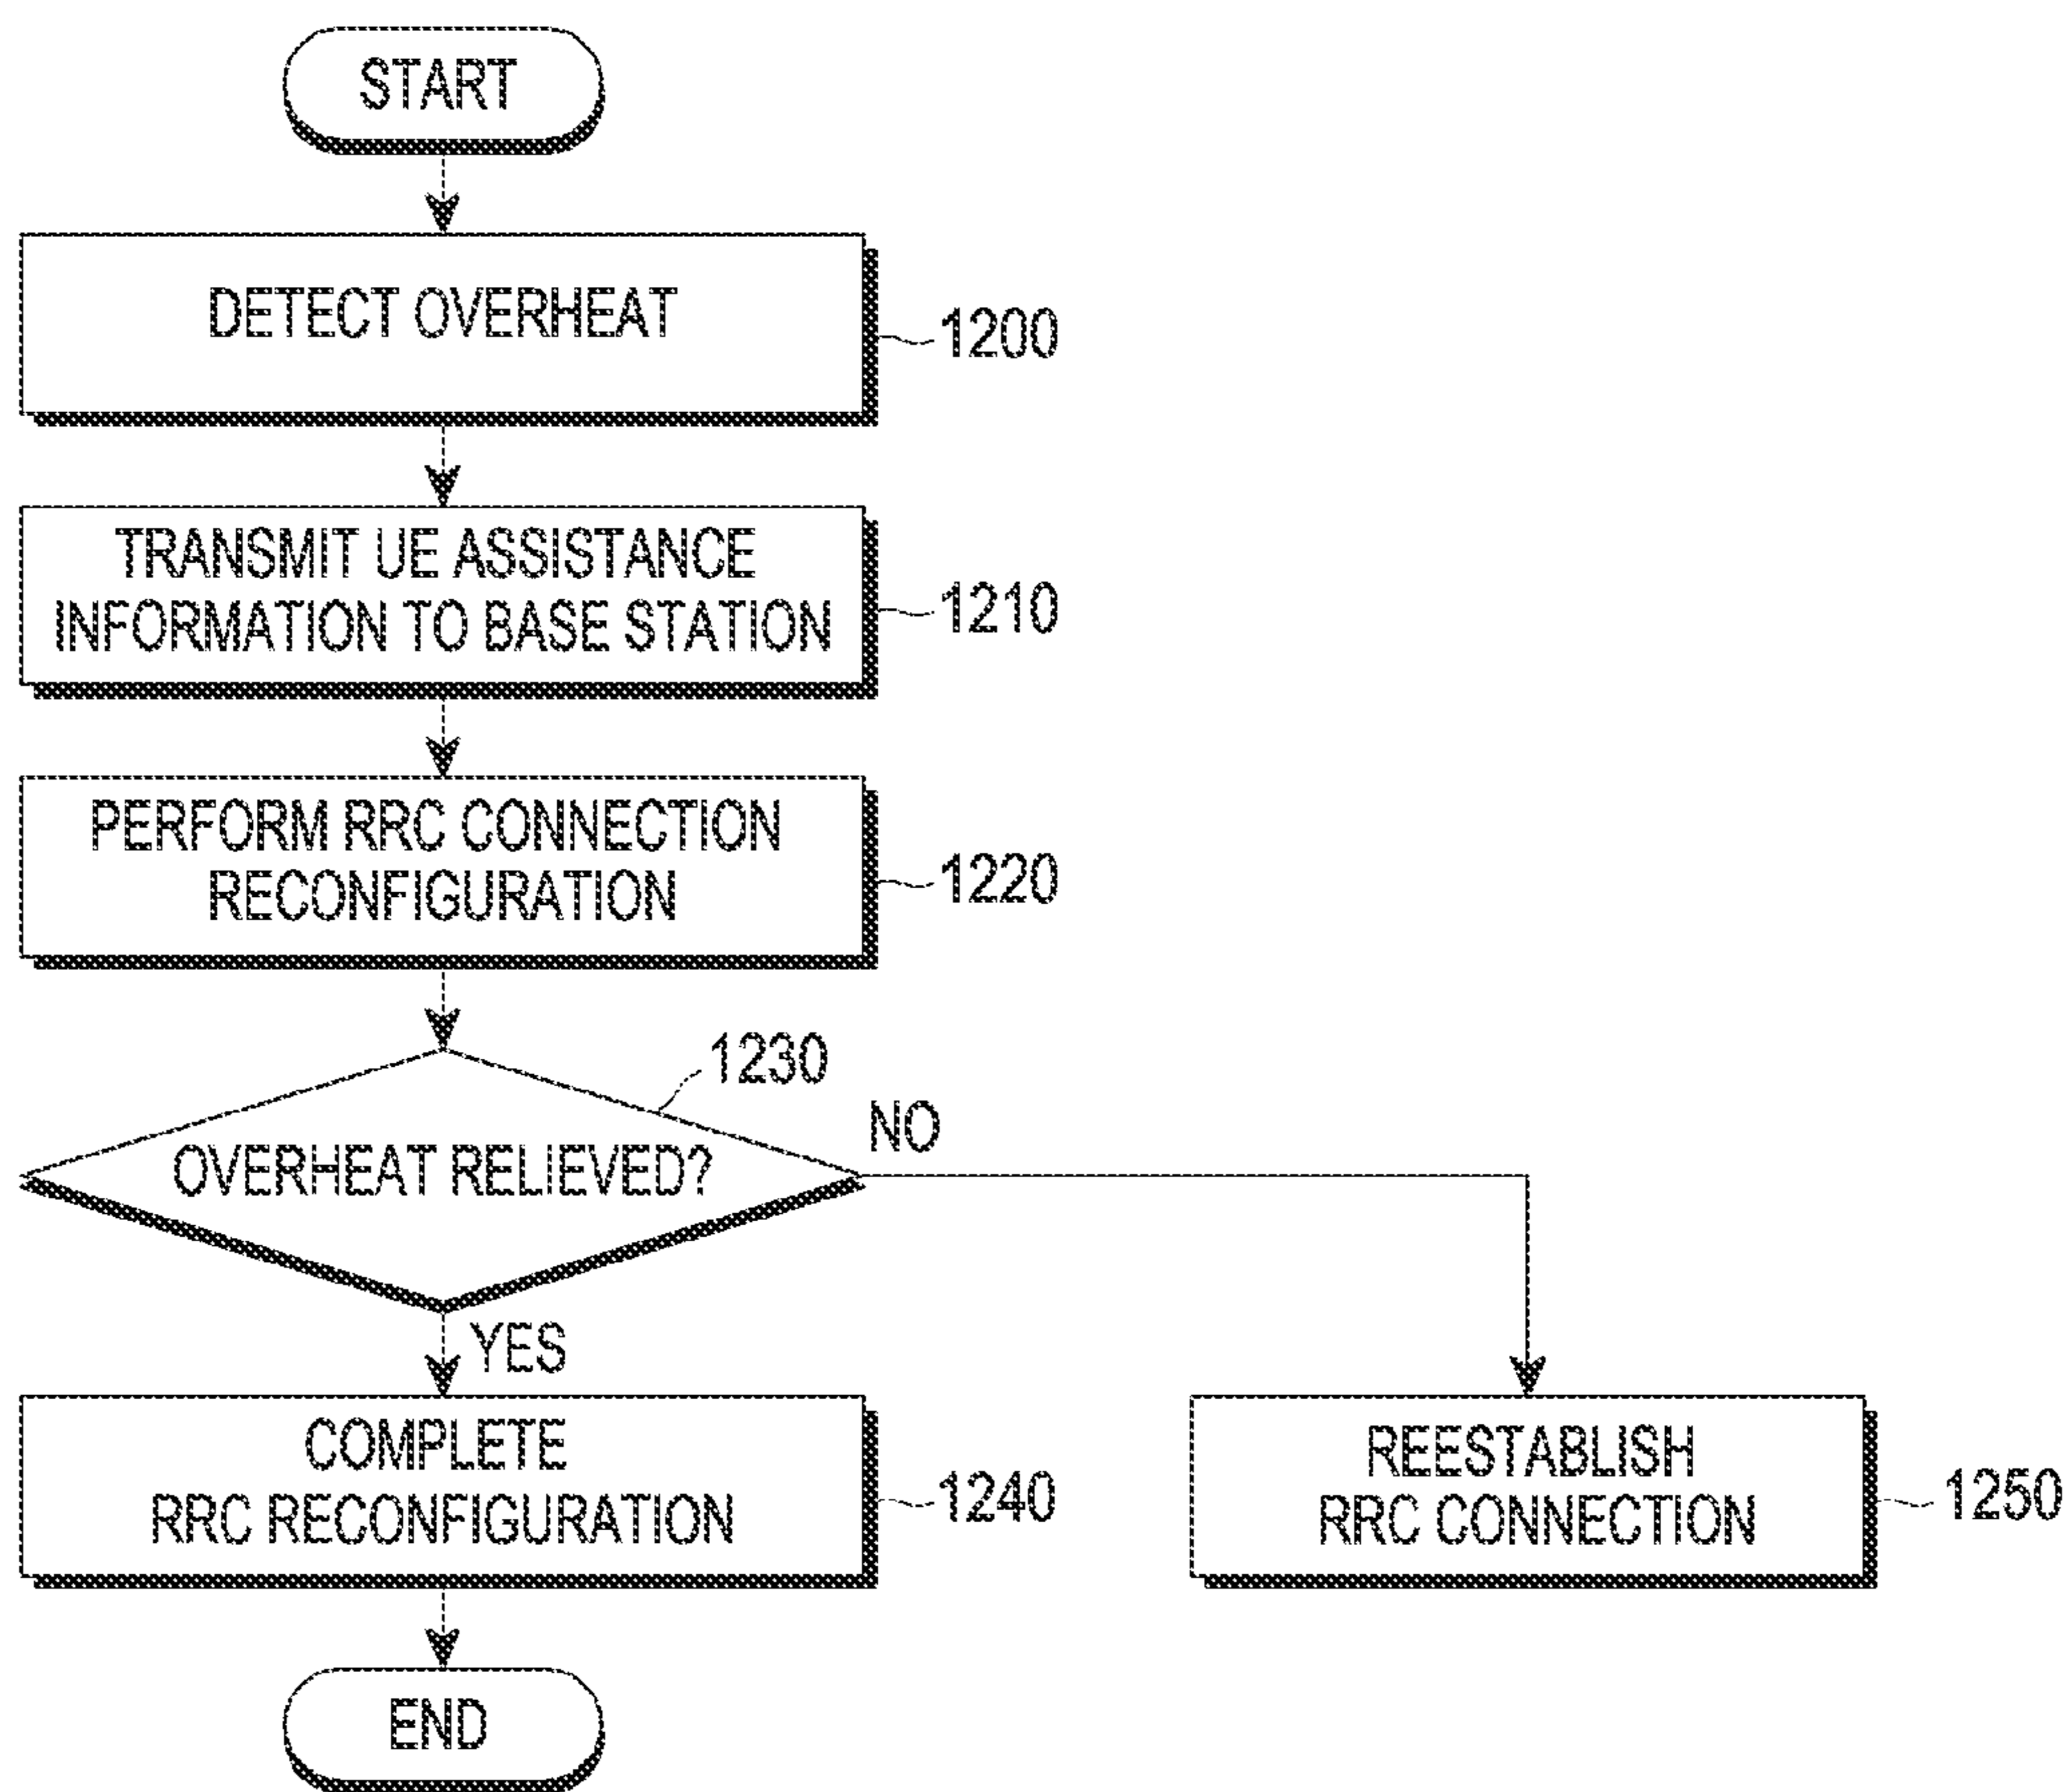 START
DETECT OVERHEAT
1200
TRANSMIT UE ASSISTANCE
INFORMATION TO BASE STATION
1210
PERFORM RRC CONNECTION
RECONFIGURATION
1220
1230
OVERHEAT RELIEVED?
NO
YES
COMPLETE
RRC RECONFIGURATION
1240
REESTABLISH
RRC CONNECTION
1250
END